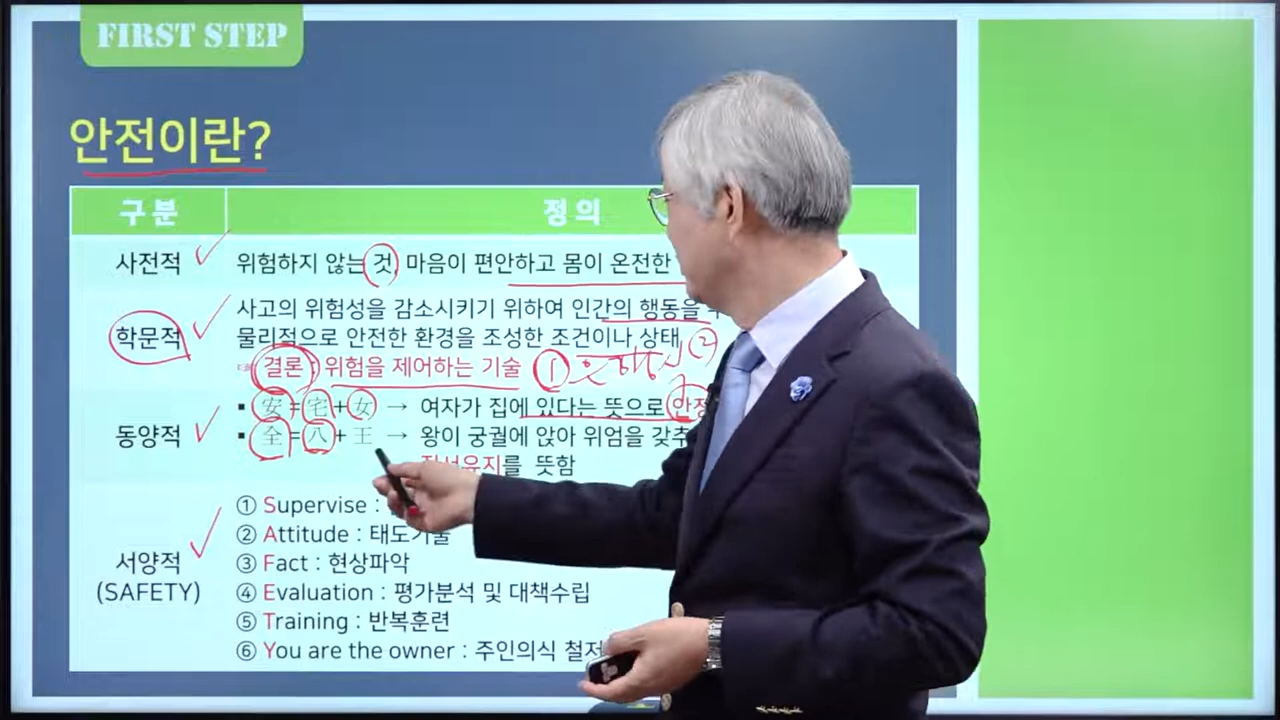 FIRST STEP
안전이란?
구분 정의
사전적 위험하지 않는 것, 마음이 편안하고 몸이 온전한
사고의 위험성을 감소시키기 위하여 인간의 행동을
학문적 물리적으로 안전한 환경을 조성한 조건이나 상태
☞ 결론 : 위험을 제어하는 기술 ①
▪ 安 = 宅 + 女 → 여자가 집에 있다는 뜻으로 안정
동양적 ▪ 全 = 八 + 王 → 왕이 궁궐에 앉아 위엄을 갖추
질서유지를 뜻함
① Supervise :
② Attitude : 태도기술
서양적 ③ Fact : 현상파악
(SAFETY) ④ Evaluation : 평가분석 및 대책수립
⑤ Training : 반복훈련
⑥ You are the owner : 주인의식 철저